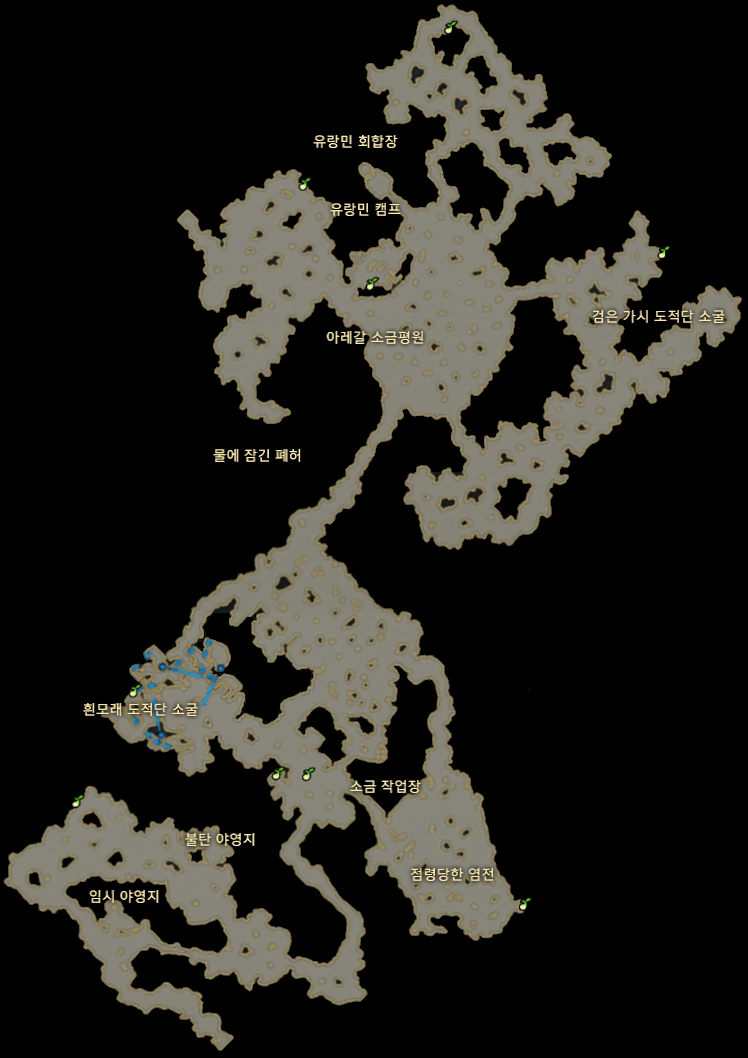 유랑민 회합장
유랑민 캠프
검은 가시 도적단 소굴
아레갈 소금평원
물에 잠긴 폐허
흰모래 도적단 소굴
소금 작업장
불탄 야영지
점령당한 염전
임시 야영지